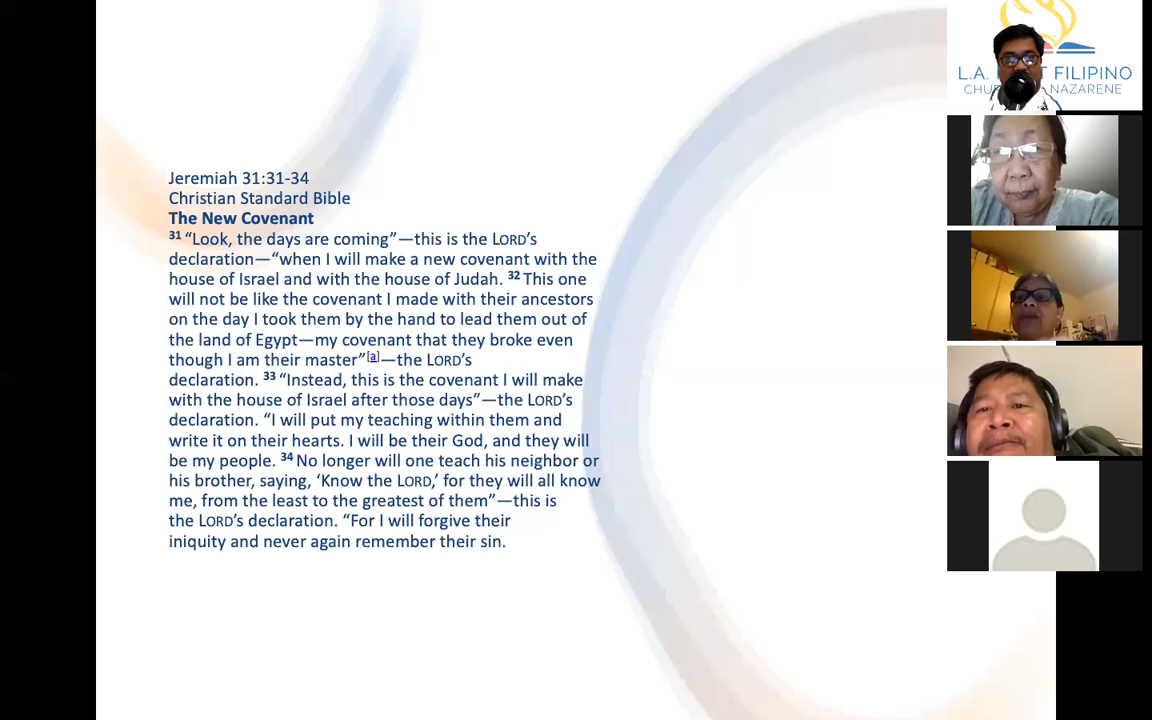 Jeremiah 31:31-34
Christian Standard Bible
The New Covenant
31 “Look, the days are coming”—this is the LORD’s
declaration—“when I will make a new covenant with the
house of Israel and with the house of Judah. 32 This one
will not be like the covenant I made with their ancestors
on the day I took them by the hand to lead them out of
the land of Egypt—my covenant that they broke even
though I am their master”[a]—the LORD’s
declaration. 33 “Instead, this is the covenant I will make
with the house of Israel after those days”—the LORD’s
declaration. “I will put my teaching within them and
write it on their hearts. I will be their God, and they will
be my people. 34 No longer will one teach his neighbor or
his brother, saying, ‘Know the LORD,’ for they will all know
me, from the least to the greatest of them”—this is
the LORD’s declaration. “For I will forgive their
iniquity and never again remember their sin.
L.A. FILIPINO
NAZARENE